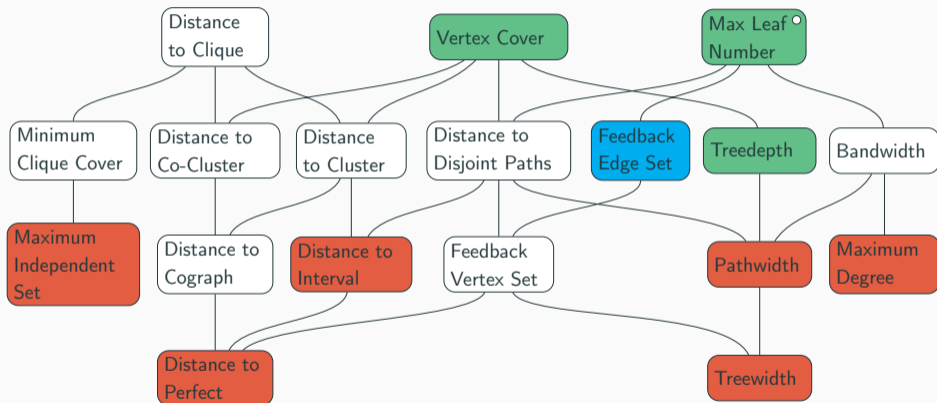 Distance
to Clique
Vertex Cover
Max Leaf
Number
Minimum
Clique Cover
Distance to
Co-Cluster
Distance
to Cluster
Distance to
Disjoint Paths
Feedback
Edge Set
Treedepth
Bandwidth
Maximum
Independent
Set
Distance to
Cograph
Distance to
Interval
Feedback
Vertex Set
Pathwidth
Maximum
Degree
Distance to
Perfect
Treewidth